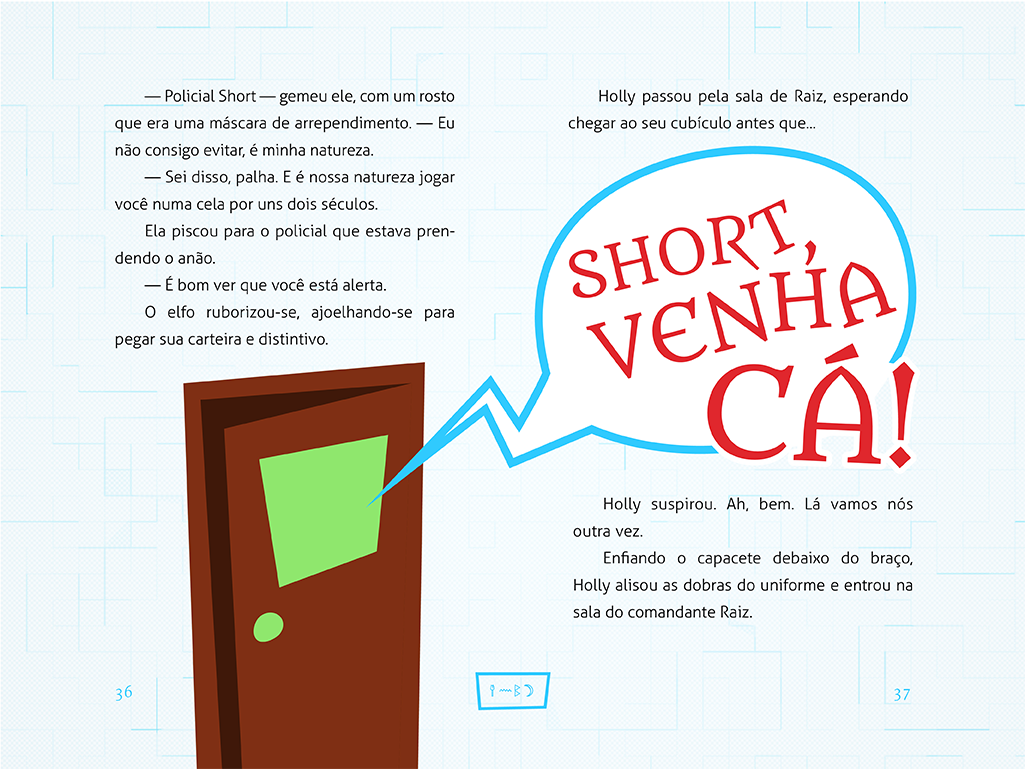 — Policial Short — gemeu ele, com um rosto
que era uma máscara de arrependimento. — Eu
não consigo evitar, é minha natureza.
— Sei disso, palha. E é nossa natureza jogar
você numa cela por uns dois séculos.
Ela piscou para o policial que estava pren-
dendo o anão.
— É bom ver que você está alerta.
O elfo ruborizou-se, ajoelhando-se para
pegar sua carteira e distintivo.
36
Holly passou pela sala de Raiz, esperando
chegar ao seu cubículo antes que...
SHORT,
VENHA
CÁ!
Holly suspirou. Ah, bem. Lá vamos nós
outra vez.
Enfiando o capacete debaixo do braço,
Holly alisou as dobras do uniforme e entrou na
sala do comandante Raiz.
37